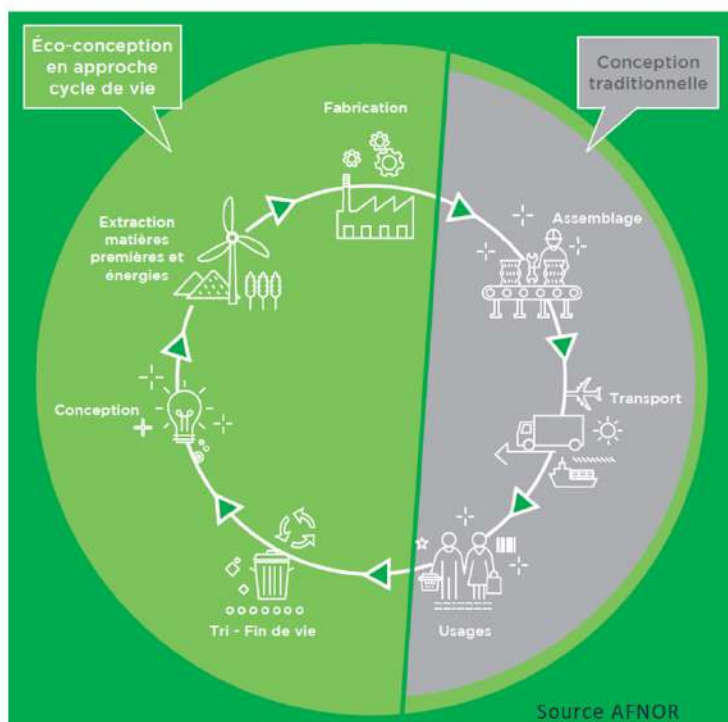 Éco-conception
en approche
cycle de vie
Conception
traditionnelle
Fabrication
Extraction
matières
premières et
énergies
Assemblage
Conception
Transport
Tri - Fin de vie
Usages
Source AFNOR